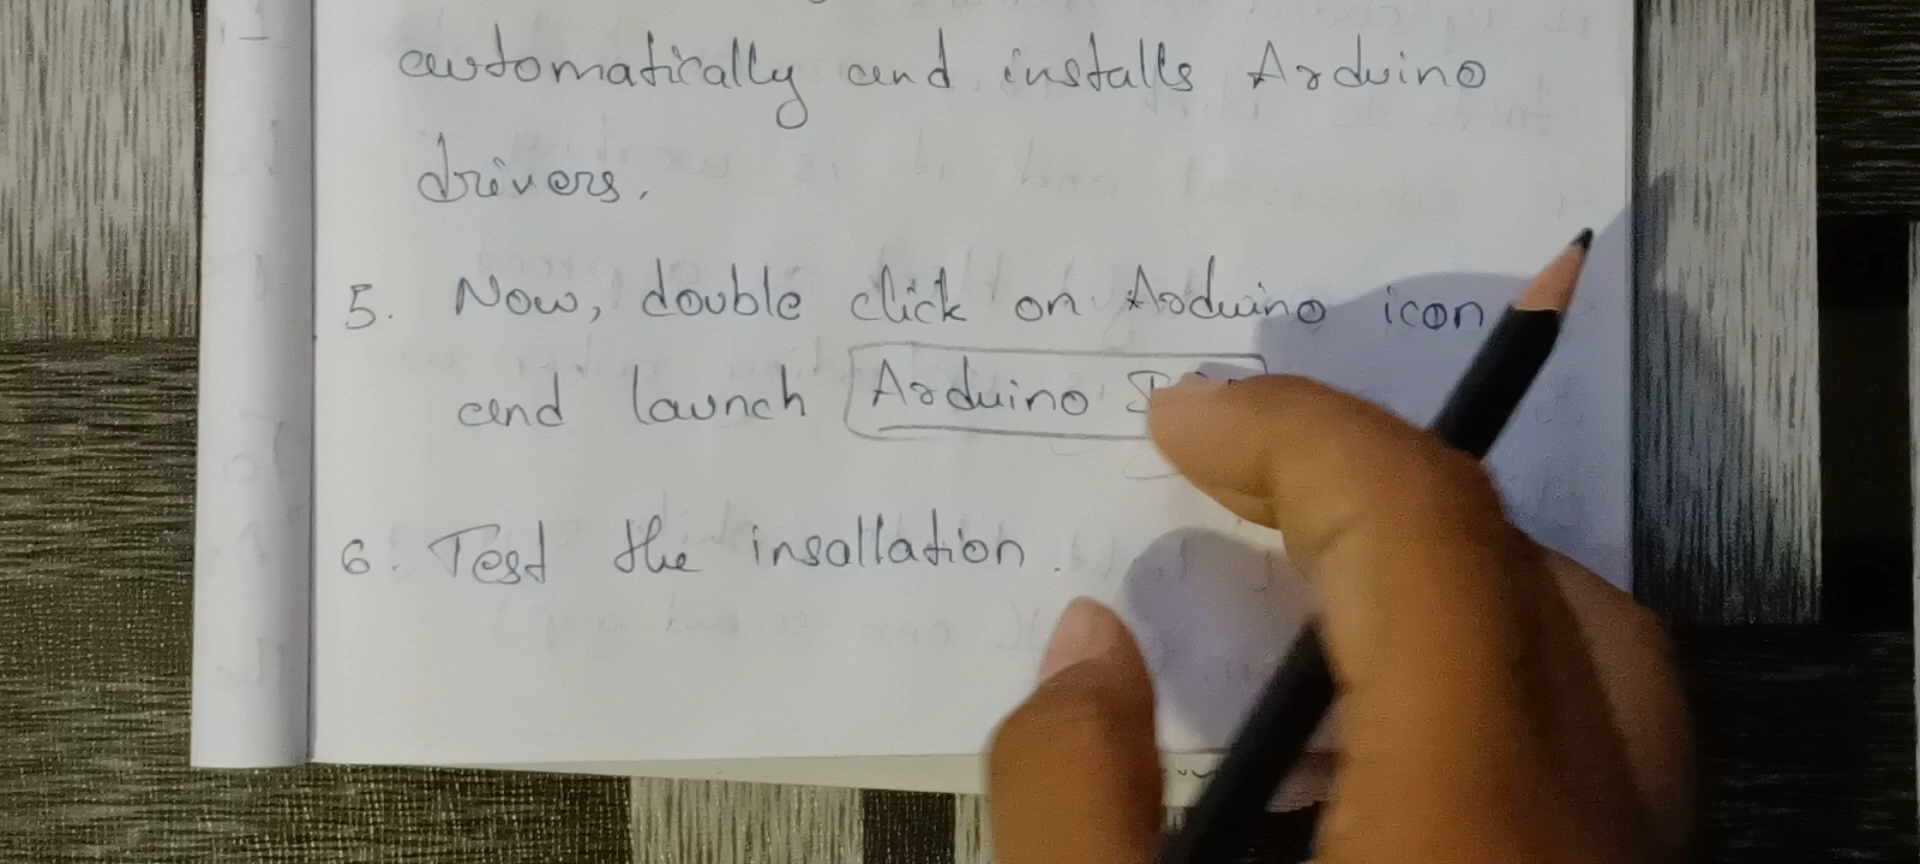 automatically and installs Arduino
drivers.
5. Now, double click on Arduino icon
and launch Arduino
6. Test the insallation.